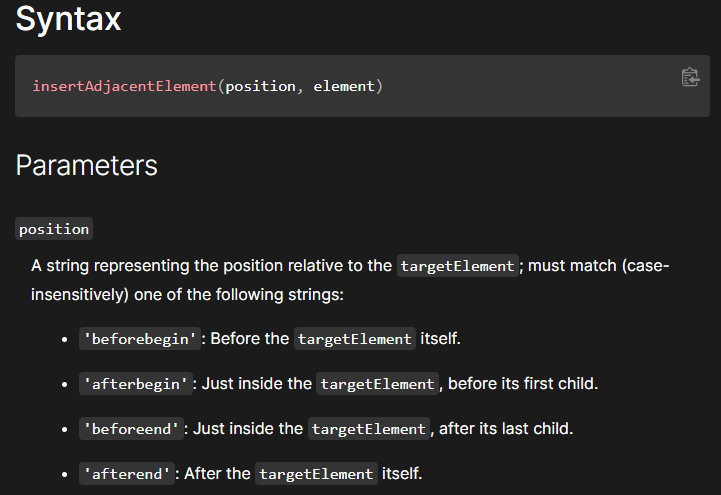 Syntax
insertAdjacentElement(position, element)
Parameters
position
A string representing the position relative to the targetElement; must match (case-
insensitively) one of the following strings:
• 'beforebegin': Before the targetElement itself.
• 'afterbegin': Just inside the targetElement, before its first child.
• 'beforeend': Just inside the targetElement, after its last child.
• 'afterend': After the targetElement itself.